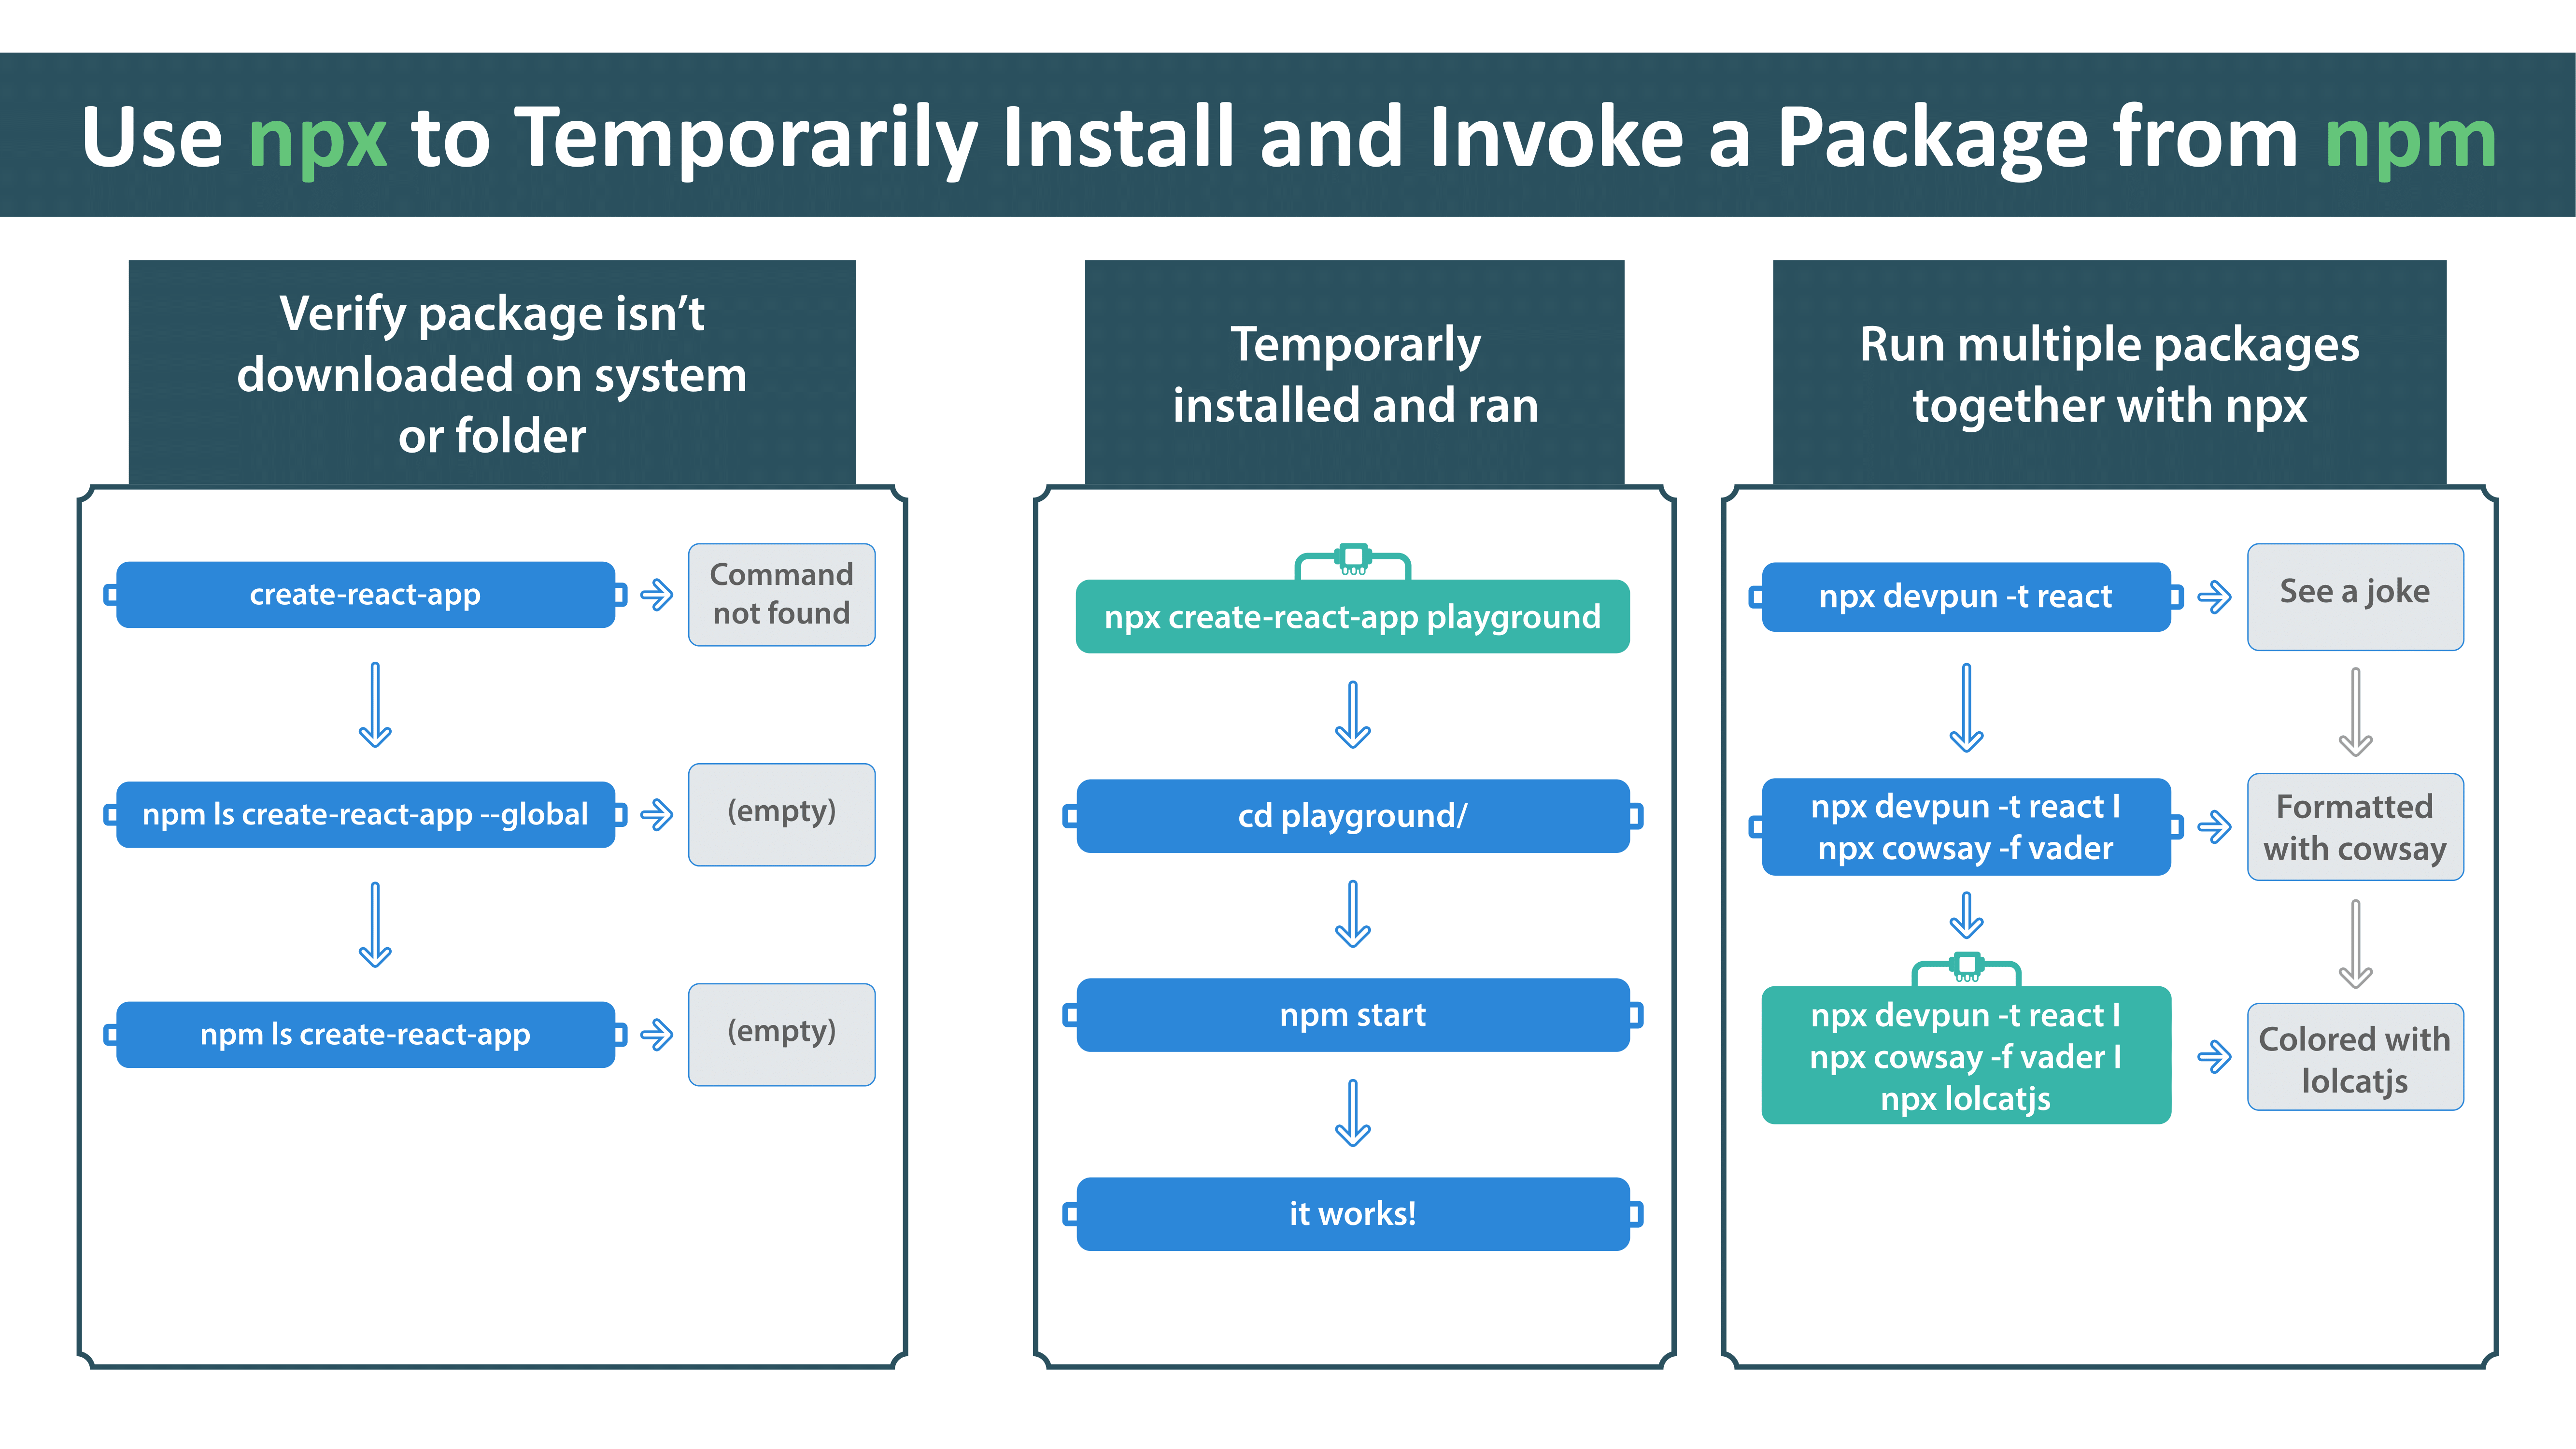 Use npx to Temporarily Install and Invoke a Package from npm
Verify package isn’t
downloaded on system
or folder
create-react-app
Command
not found
npm ls create-react-app --global
(empty)
npm ls create-react-app
(empty)
Temporarly
installed and ran
npx create-react-app playground
cd playground/
npm start
it works!
Run multiple packages
together with npx
npx devpun -t react
See a joke
npx devpun -t react I
npx cowsay -f vader
Formatted
with cowsay
npx devpun -t react I
npx cowsay -f vader I
npx lolcatjs
Colored with
lolcatjs